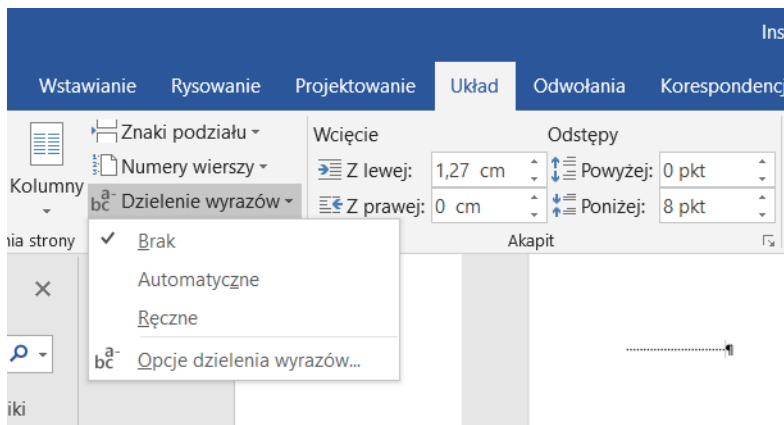 Ins
Wstawianie Rysowanie Projektowanie Układ Odwołania Korespondencj
Znaki podziału Wcięcie Odstępy
Numery wierszy Z lewej: 1,27 cm Powyżej: 0 pkt
Kolumny
Dzielenie wyrazów Z prawej: 0 cm Poniżej: 8 pkt
nia strony Akapit
Brak
Automatyczne
Ręczne
Opcje dzielenia wyrazów...
iki